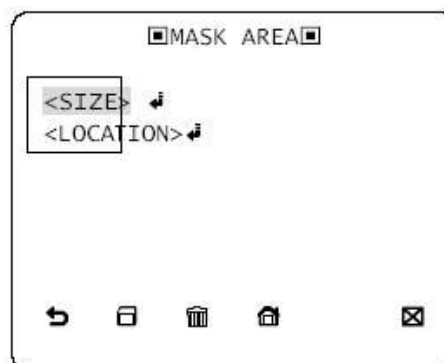 ▣MASK AREA▣
<SIZE> ↲
<LOCATION>↲